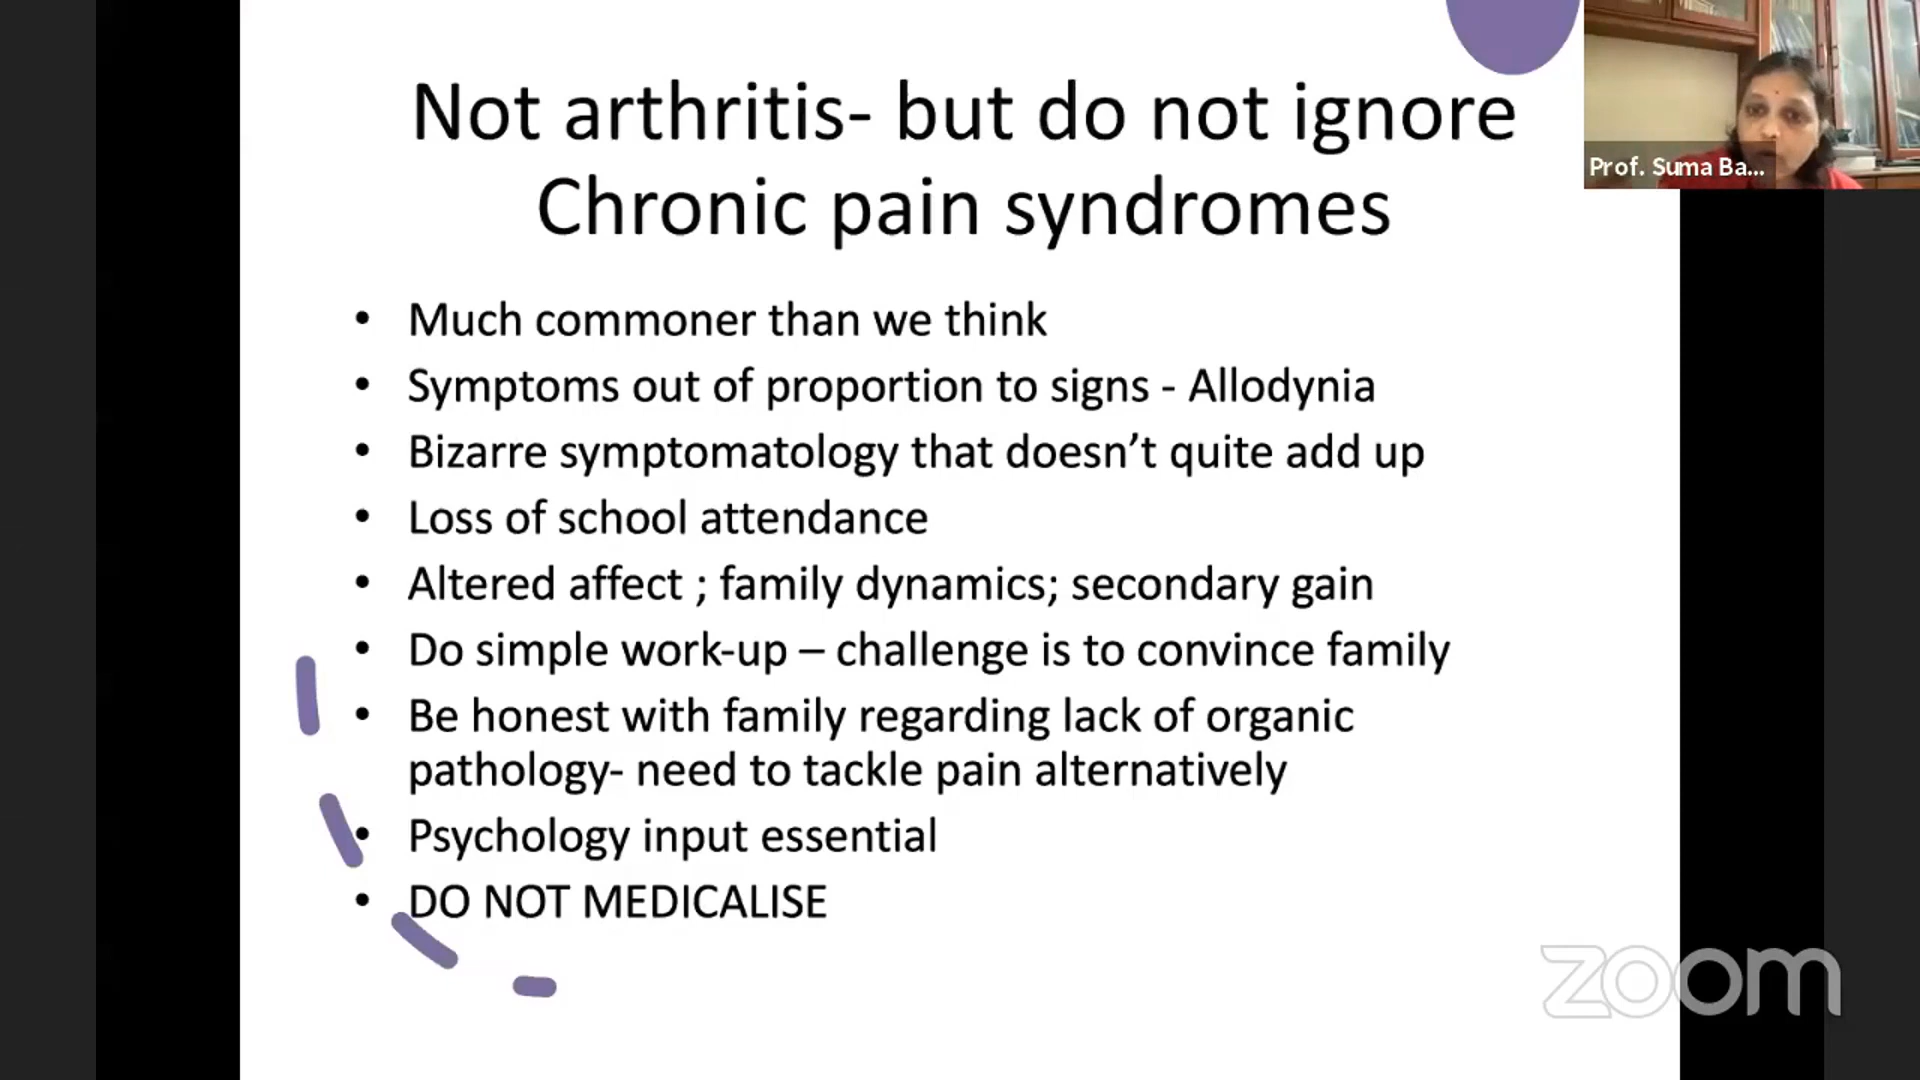 Not arthritis- but do not ignore
Chronic pain syndromes
Prof. Suma Ba...
• Much commoner than we think
• Symptoms out of proportion to signs - Allodynia
• Bizarre symptomatology that doesn’t quite add up
• Loss of school attendance
• Altered affect ; family dynamics; secondary gain
• Do simple work-up – challenge is to convince family
• Be honest with family regarding lack of organic
pathology- need to tackle pain alternatively
• Psychology input essential
• DO NOT MEDICALISE
zoom